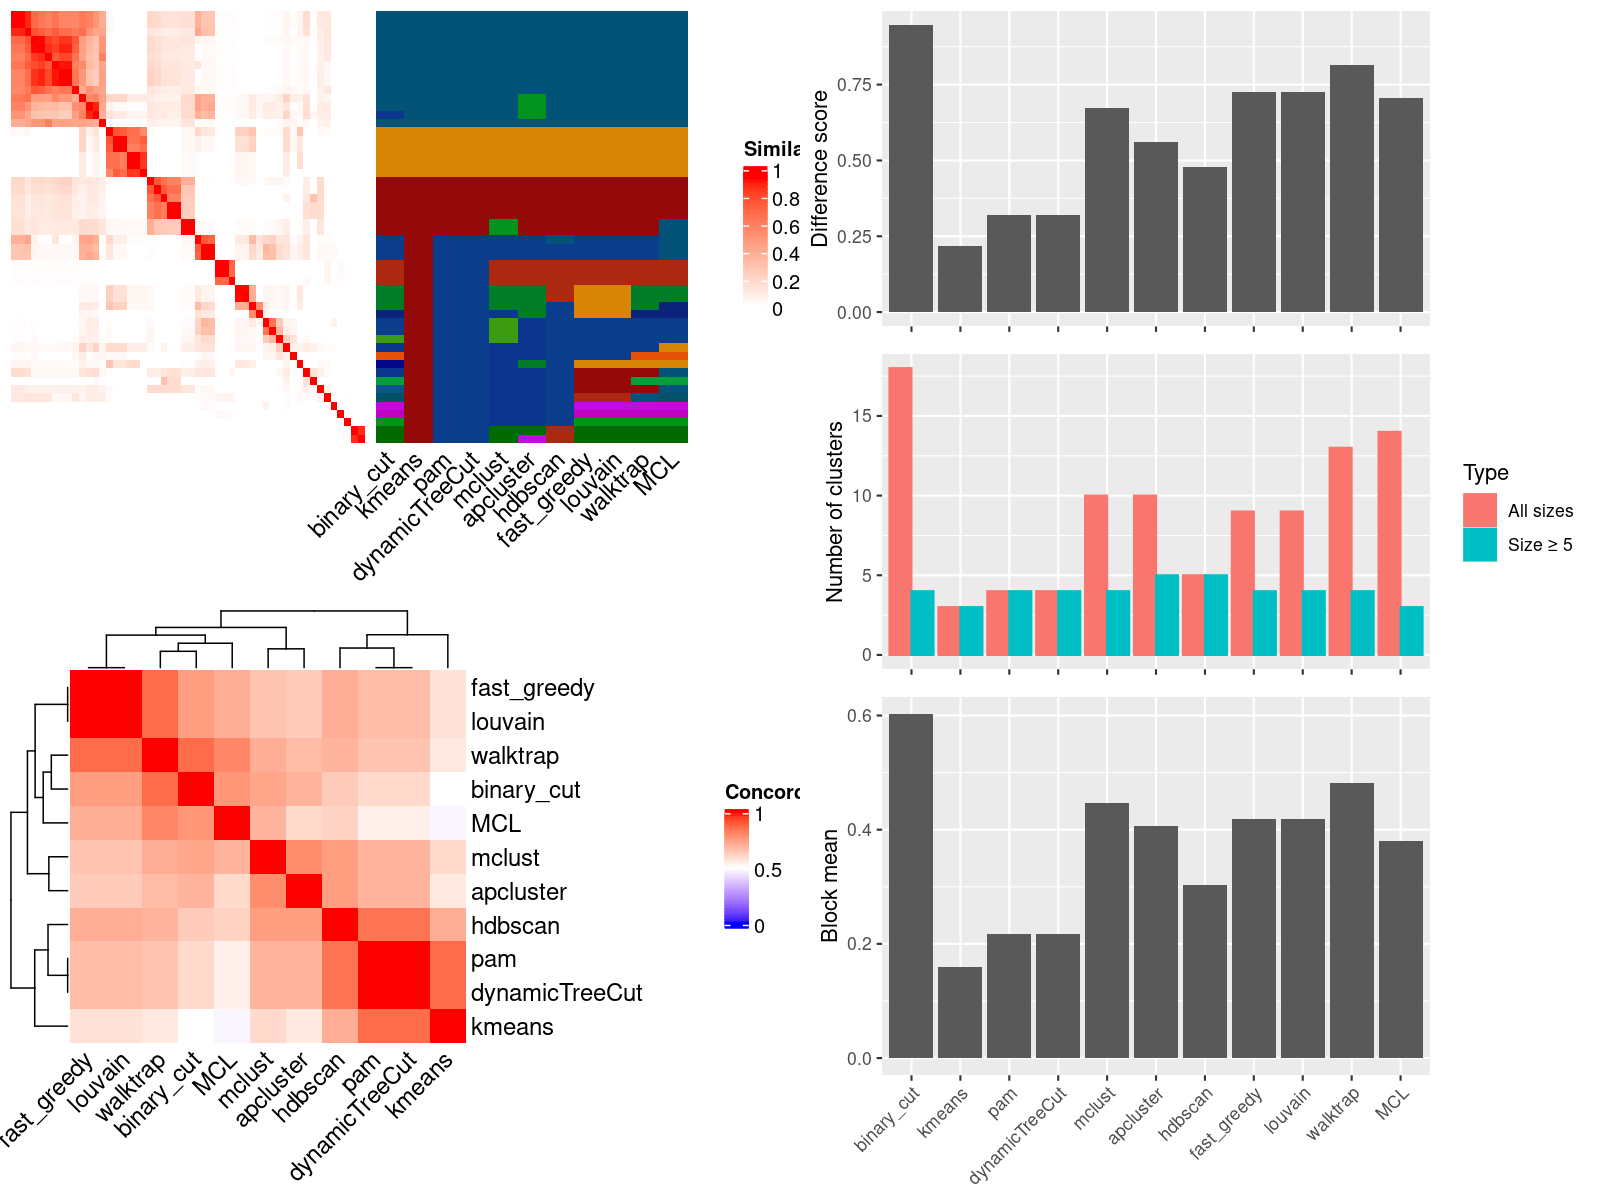 Simila
1
0.8
0.6
0.4
0.2
0
binary_cut
kmeans
pam
dynamicTreeCut
mclust
apcluster
hdbscan
fast_greedy
louvain
walktrap
MCL
fast_greedy
louvain
walktrap
binary_cut
MCL
mclust
apcluster
hdbscan
pam
dynamicTreeCut
kmeans
fast_greedy
louvain
walktrap
binary_cut
MCL
mclust
apcluster
hdbscan
pam
dynamicTreeCut
kmeans
Concord
1
0.5
0
Difference score
0.75
0.50
0.25
0.00
Number of clusters
15
10
5
0
Type
All sizes
Size ≥ 5
Block mean
0.6
0.4
0.2
0.0
binary_cut
kmeans
pam
dynamicTreeCut
mclust
apcluster
hdbscan
fast_greedy
louvain
walktrap
MCL